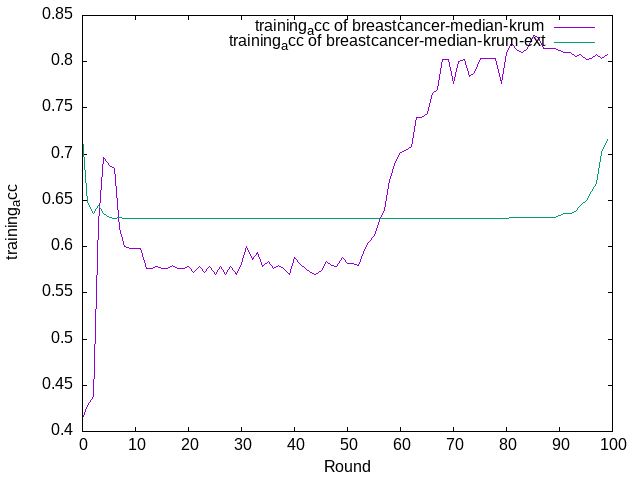 training_acc of breastcancer-median-krum
training_acc of breastcancer-median-krum-ext
0.85
0.8
0.75
0.7
0.65
0.6
0.55
0.5
0.45
0.4
training_acc
0 10 20 30 40 50 60 70 80 90 100
Round